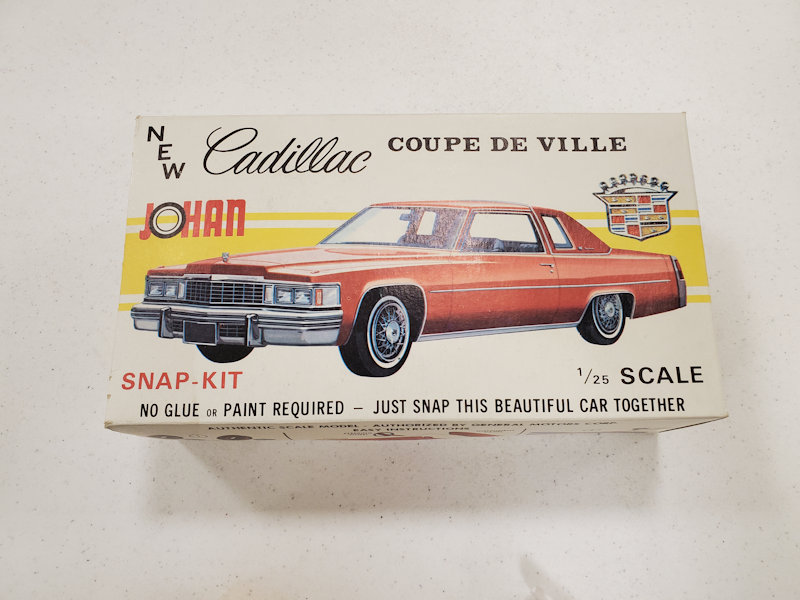 NEW
Cadillac COUPE DE VILLE
JOHAN
SNAP-KIT
1/25 SCALE
NO GLUE OR PAINT REQUIRED – JUST SNAP THIS BEAUTIFUL CAR TOGETHER
AUTHENTIC SCALE MODEL - AUTHORIZED BY GENERAL MOTORS CORP.
EASY INSTRUCTIONS